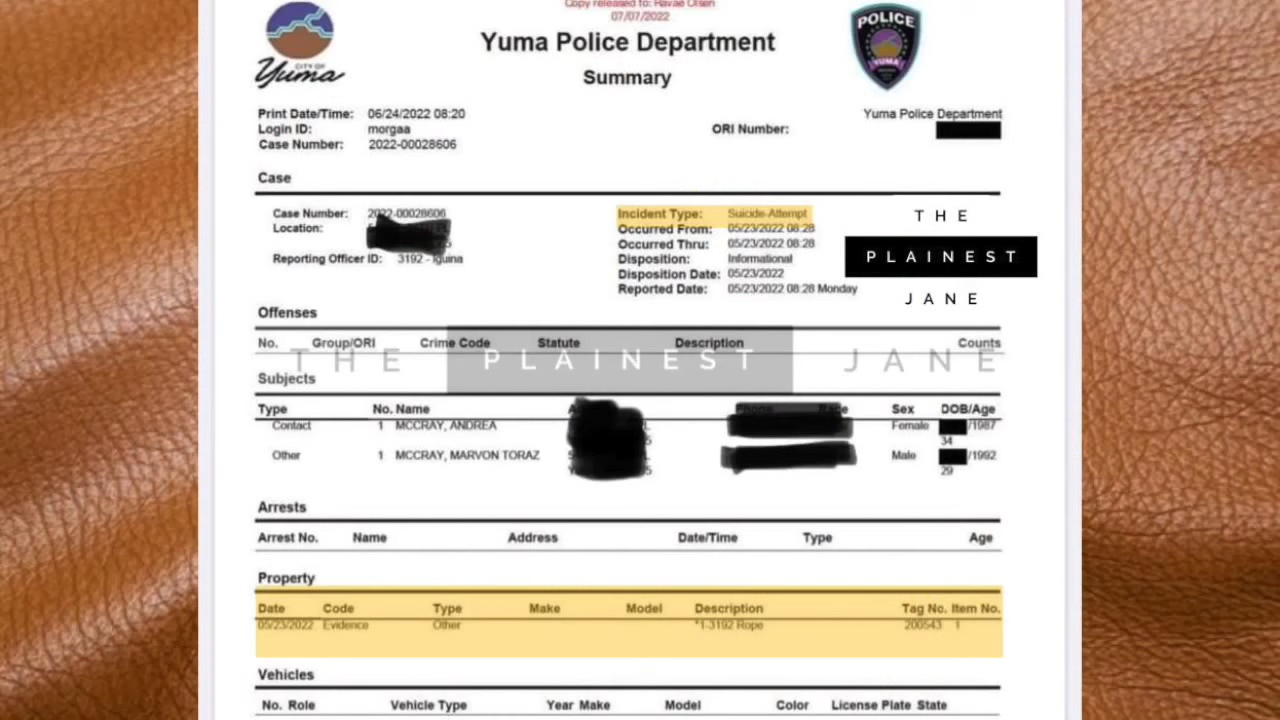 Copy released to: Ravae Olsen
07/07/2022
Yuma Police Department
Summary
CITY OF
Yuma
POLICE
YUMA
Print Date/Time: 06/24/2022 08:20
Login ID: morgaa
Case Number: 2022-00028606
Yuma Police Department
ORI Number:
Case
Case Number: 2022-00028606
Location:
Reporting Officer ID: 3192 - Iguina
Incident Type: Suicide-Attempt
Occurred From: 05/23/2022 08:28
Occurred Thru: 05/23/2022 08:28
Disposition: Informational
Disposition Date: 05/23/2022
Reported Date: 05/23/2022 08:28 Monday
THE
PLAINEST
JANE
Offenses
No. Group/ORI Crime Code Statute Description Counts
THE PLAINEST JANE
Subjects
Type No. Name Phone Race Sex DOB/Age
Contact 1 MCCRAY, ANDREA Female /1987
34
Other 1 MCCRAY, MARVON TORAZ Male /1992
29
Arrests
Arrest No. Name Address Date/Time Type Age
Property
Date Code Type Make Model Description Tag No. Item No.
05/23/2022 Evidence Other *1-3192 Rope 200543 1
Vehicles
No. Role Vehicle Type Year Make Model Color License Plate State